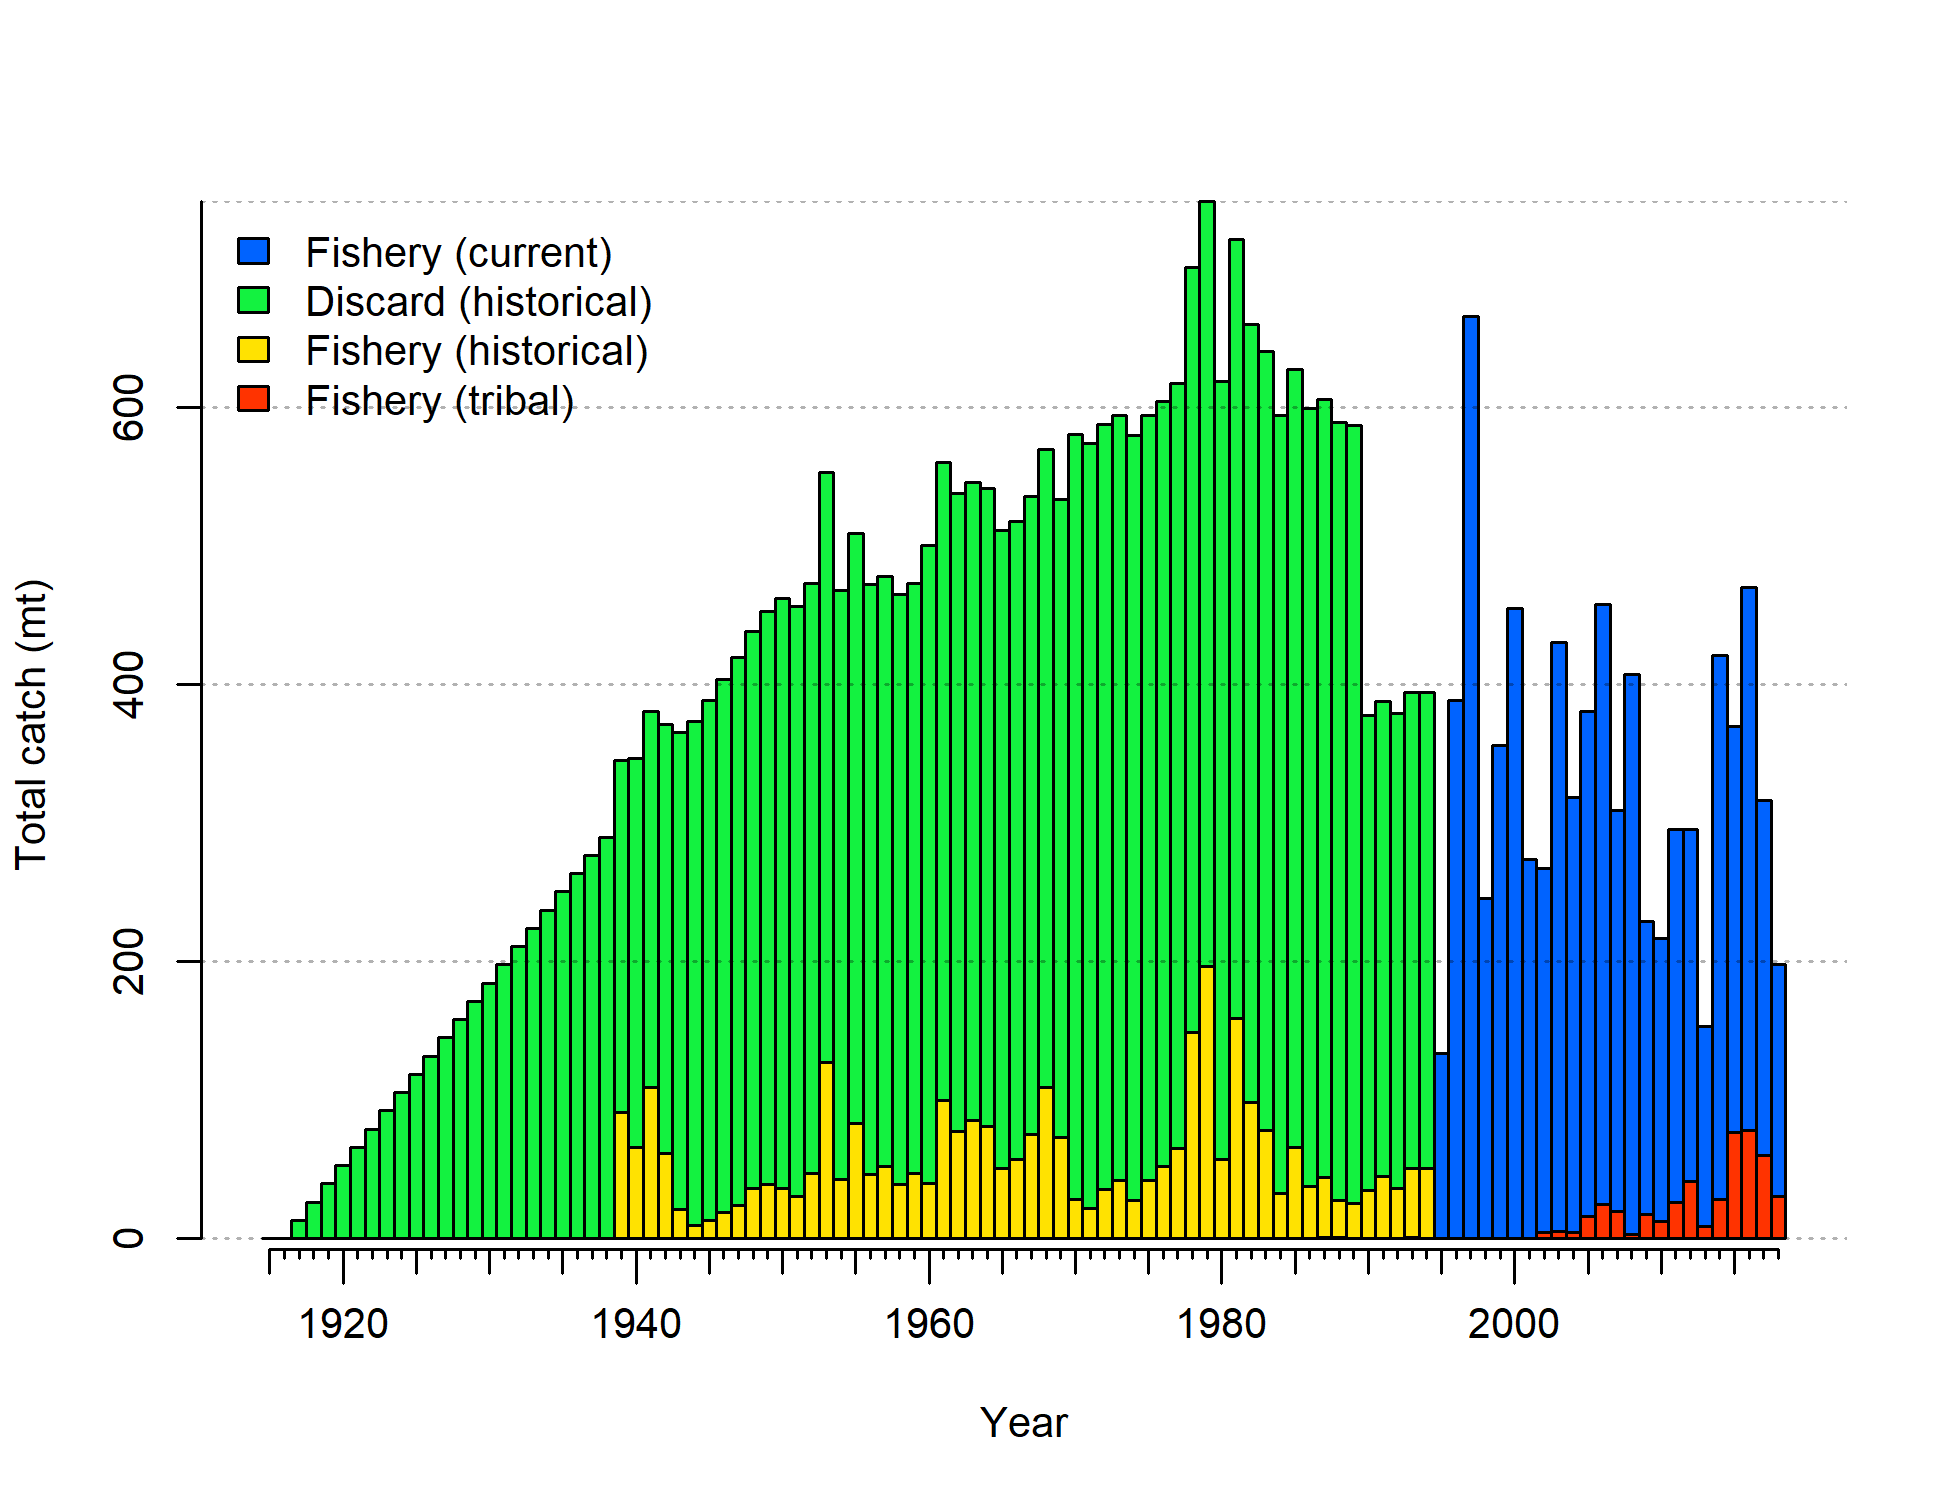 Fishery (current)
Discard (historical)
Fishery (historical)
Fishery (tribal)
Total catch (mt)
600
400
200
0
1920 1940 1960 1980 2000
Year